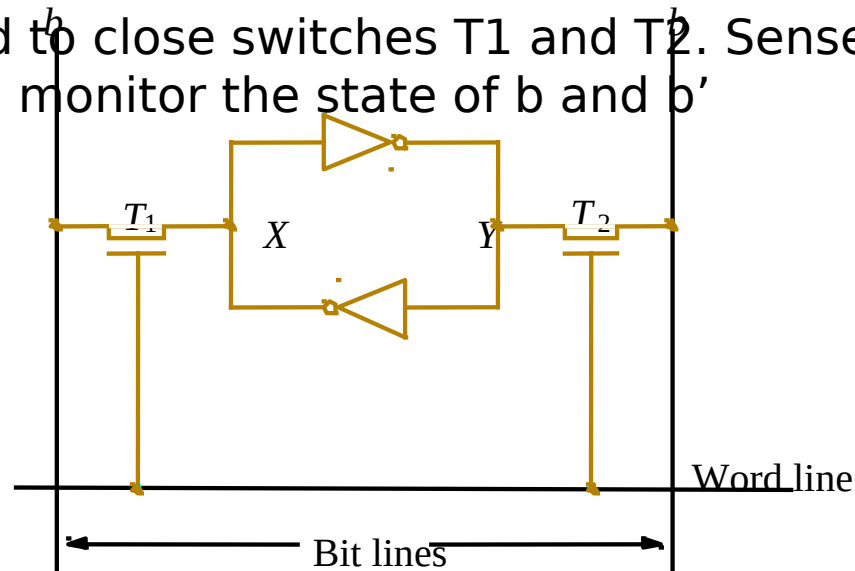 b b
d to close switches T1 and T2. Sense
monitor the state of b and b’
T1 T2
X Y
Word line
Bit lines